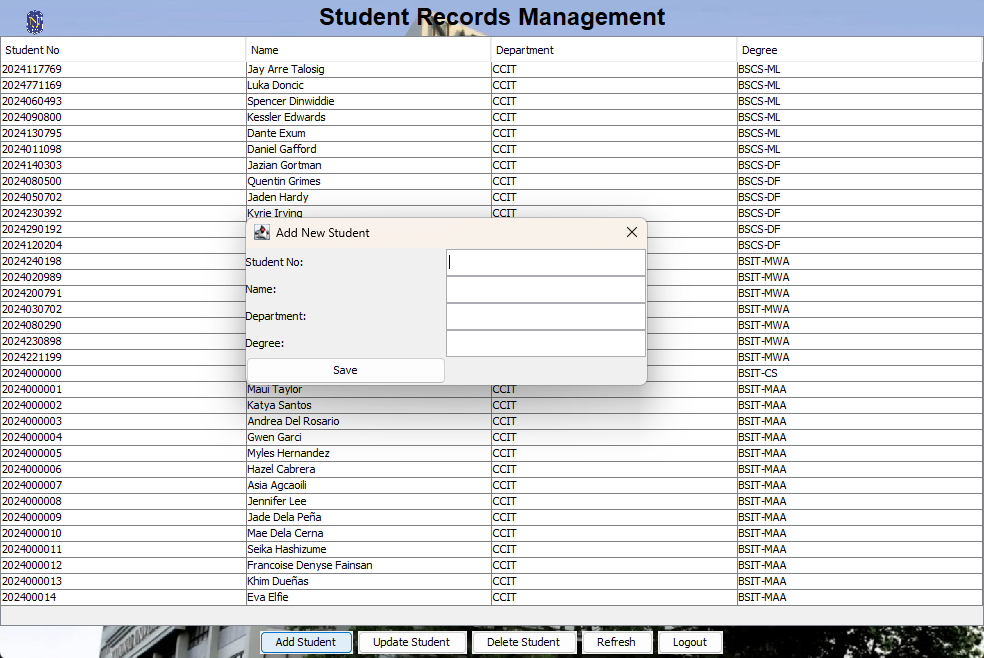 Student Records Management
Student No Name Department Degree
2024117769 Jay Arre Talosig CCIT BSCS-ML
2024771169 Luka Doncic CCIT BSCS-ML
2024060493 Spencer Dinwiddie CCIT BSCS-ML
2024090800 Kessler Edwards CCIT BSCS-ML
2024130795 Dante Exum CCIT BSCS-ML
2024011098 Daniel Gafford CCIT BSCS-ML
2024140303 Jazian Gortman CCIT BSCS-DF
2024080500 Quentin Grimes CCIT BSCS-DF
2024050702 Jaden Hardy CCIT BSCS-DF
2024230392 Kyrie Irving CCIT BSCS-DF
2024290192 BSCS-DF
2024120204 BSCS-DF
2024240198 BSIT-MWA
2024020989 BSIT-MWA
2024200791 BSIT-MWA
2024030702 BSIT-MWA
2024080290 BSIT-MWA
2024230898 BSIT-MWA
2024221199 BSIT-MWA
2024000000 BSIT-CS
Add New Student
Student No:
Name:
Department:
Degree:
Save
2024000001 Maui Taylor CCIT BSIT-MAA
2024000002 Katya Santos CCIT BSIT-MAA
2024000003 Andrea Del Rosario CCIT BSIT-MAA
2024000004 Gwen Garci CCIT BSIT-MAA
2024000005 Myles Hernandez CCIT BSIT-MAA
2024000006 Hazel Cabrera CCIT BSIT-MAA
2024000007 Asia Agcaoili CCIT BSIT-MAA
2024000008 Jennifer Lee CCIT BSIT-MAA
2024000009 Jade Dela Peña CCIT BSIT-MAA
2024000010 Mae Dela Cerna CCIT BSIT-MAA
2024000011 Seika Hashizume CCIT BSIT-MAA
2024000012 Francoise Denyse Fainsan CCIT BSIT-MAA
2024000013 Khim Dueñas CCIT BSIT-MAA
202400014 Eva Elfie CCIT BSIT-MAA
Add Student Update Student Delete Student Refresh Logout